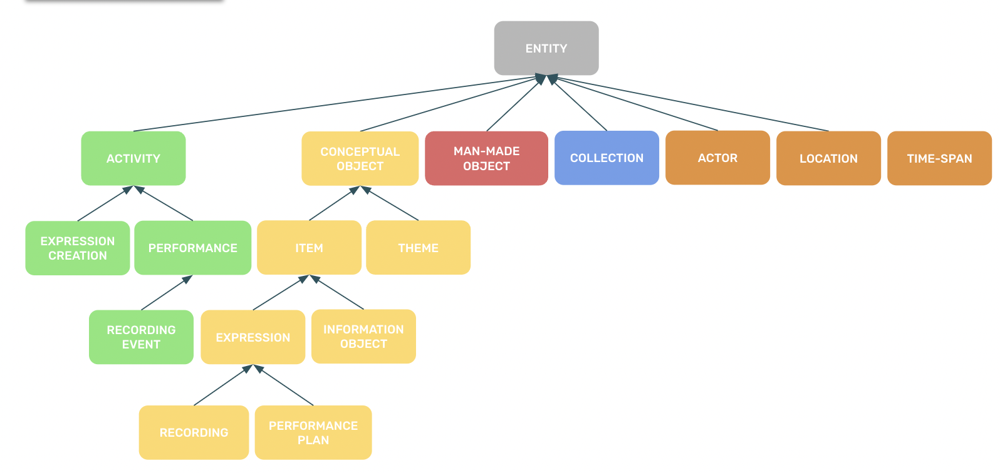 ENTITY
ACTIVITY
CONCEPTUAL
OBJECT
MAN-MADE
OBJECT
COLLECTION
ACTOR
LOCATION
TIME-SPAN
EXPRESSION
CREATION
PERFORMANCE
ITEM
THEME
RECORDING
EVENT
EXPRESSION
INFORMATION
OBJECT
RECORDING
PERFORMANCE
PLAN